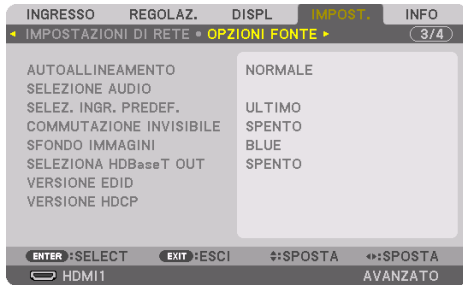 INGRESSO REGOLAZ. DISPL IMPOST. INFO
IMPOSTAZIONI DI RETE • OPZIONI FONTE 3/4
AUTOALLINEAMENTO NORMALE
SELEZIONE AUDIO
SELEZ. INGR. PREDEF. ULTIMO
COMMUTAZIONE INVISIBILE SPENTO
SFONDO IMMAGINI BLUE
SELEZIONA HDBaseT OUT SPENTO
VERSIONE EDID
VERSIONE HDCP
ENTER :SELECT EXIT :ESCI :SPOSTA :SPOSTA
HDMI1 AVANZATO